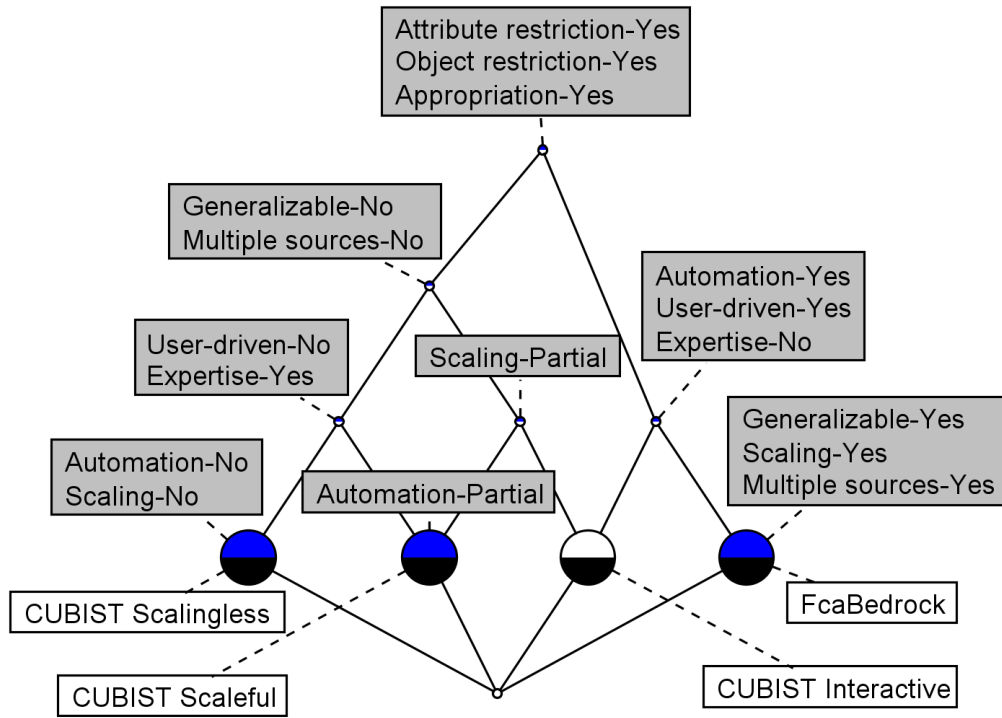 Attribute restriction-Yes
Object restriction-Yes
Appropriation-Yes
Generalizable-No
Multiple sources-No
Automation-Yes
User-driven-Yes
Expertise-No
User-driven-No
Expertise-Yes
Scaling-Partial
Generalizable-Yes
Scaling-Yes
Multiple sources-Yes
Automation-No
Scaling-No
Automation-Partial
CUBIST Scalingless
FcaBedrock
CUBIST Scaleful
CUBIST Interactive